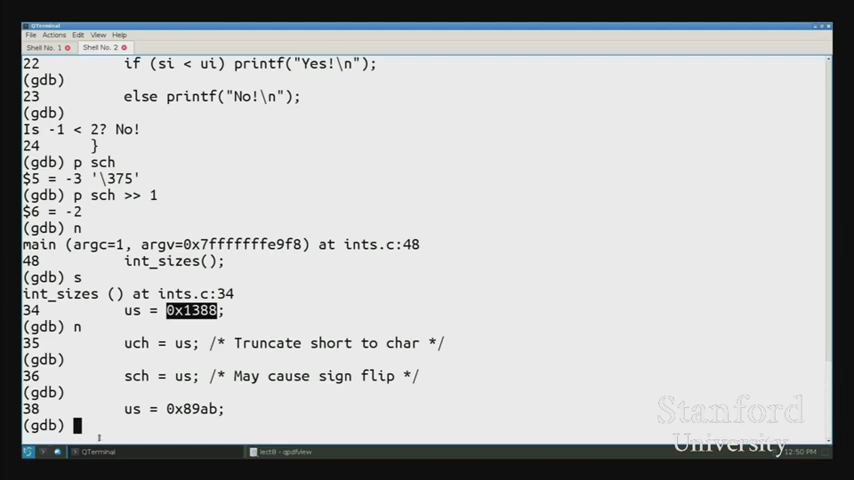 QTerminal
File Actions Edit View Help
Shell No. 1
Shell No. 2
22 if (si < ui) printf("Yes!\n");
(gdb)
23 else printf("No!\n");
(gdb)
Is -1 < 2? No!
24 }
(gdb) p sch
$5 = -3 '\375'
(gdb) p sch >> 1
$6 = -2
(gdb) n
main (argc=1, argv=0x7fffffffe9f8) at ints.c:48
48 int_sizes();
(gdb) s
int_sizes () at ints.c:34
34 us = 0x1388;
(gdb) n
35 uch = us; /* Truncate short to char */
(gdb)
36 sch = us; /* May cause sign flip */
(gdb)
38 us = 0x89ab;
(gdb)
Stanford
University
QTerminal
lect8 - qpdfview
12:50 PM